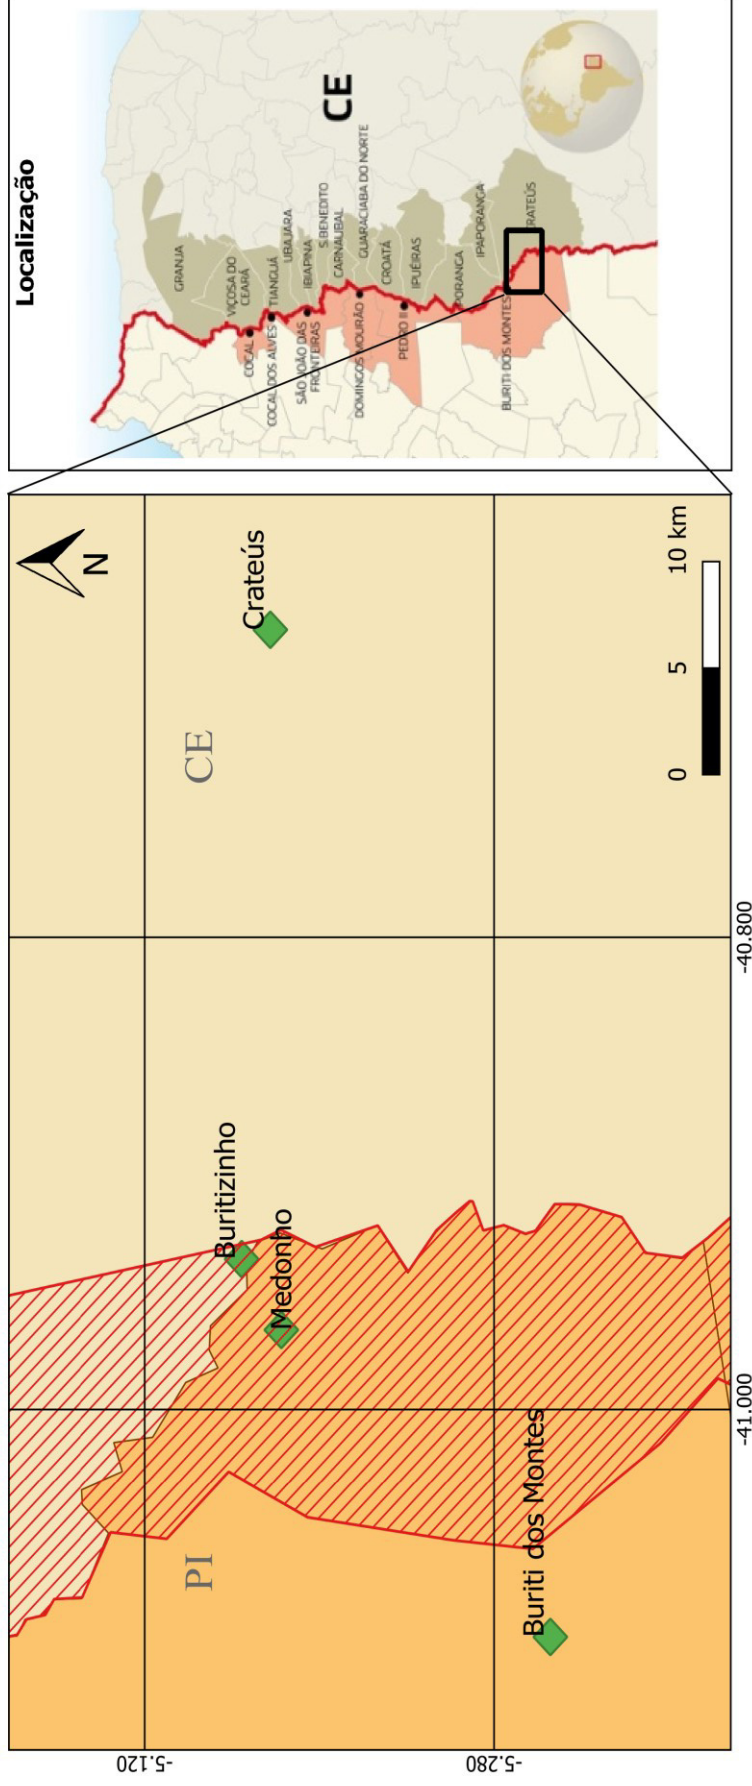 Localização
CE
GRANJA
VIÇOSA DO
CEARÁ
TIANGUÁ
UBAJARA
IBIAPINA
S.BENEDITO
CARNAUBAL
GUARACIABA DO NORTE
CROATÁ
IPUEIRAS
PORANGA
IPAPORANGA
RATEÚS
COCAL
COCAL DOS ALVES
SÃO JOÃO DAS
FRONTEIRAS
DOMINGOS MOURÃO
PEDRO II
BURITI DOS MONTES
N
Crateús
CE
Buritizinho
Medonho
PI
Buriti dos Montes
0 5 10 km
-5.120
-5.280
-41.000
-40.800